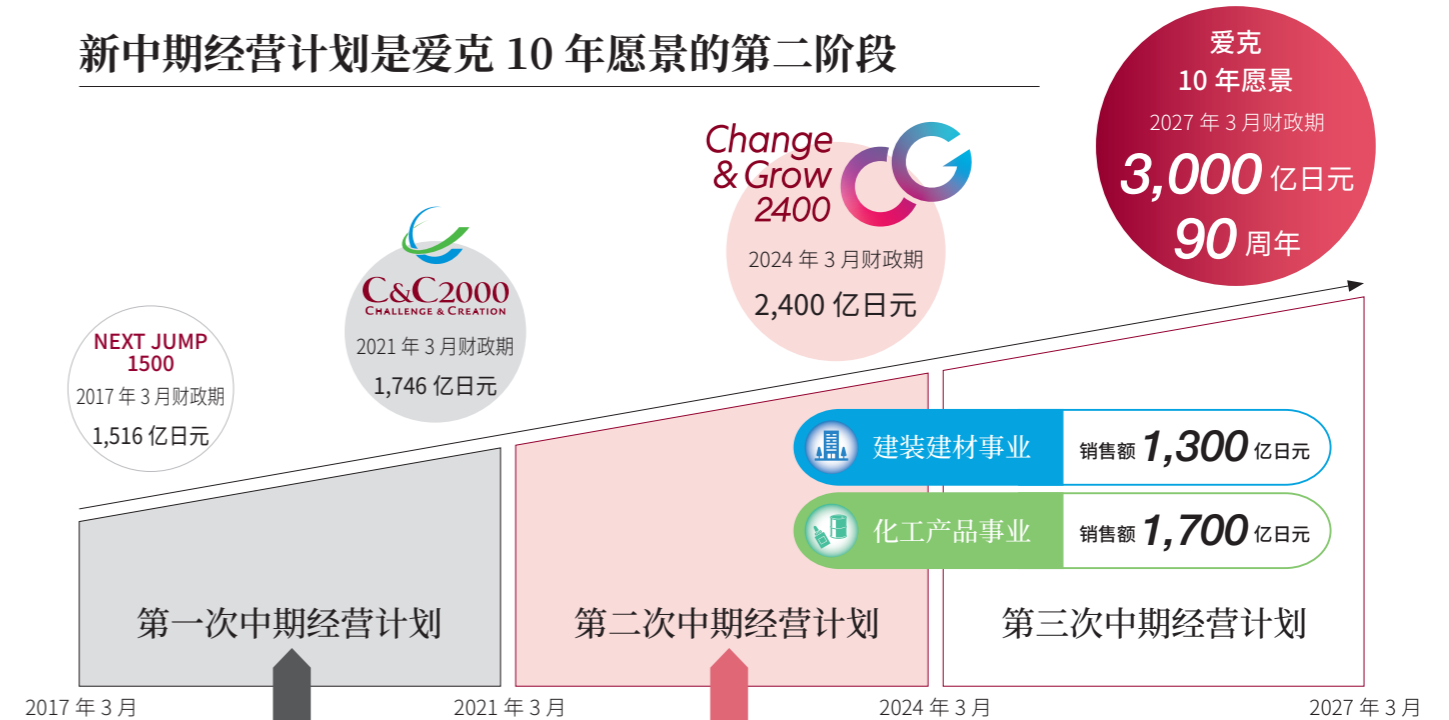 新中期经营计划是爱克 10 年愿景的第二阶段
爱克
10 年愿景
2027 年 3 月财政期
3,000 亿日元
90 周年
Change
& Grow
2400
CG
2024 年 3 月财政期
2,400 亿日元
C&C2000
CHALLENGE & CREATION
2021 年 3 月财政期
1,746 亿日元
NEXT JUMP
1500
2017 年 3 月财政期
1,516 亿日元
建装建材事业
销售额 1,300 亿日元
化工产品事业
销售额 1,700 亿日元
第一次中期经营计划
第二次中期经营计划
第三次中期经营计划
2017 年 3 月
2021 年 3 月
2024 年 3 月
2027 年 3 月